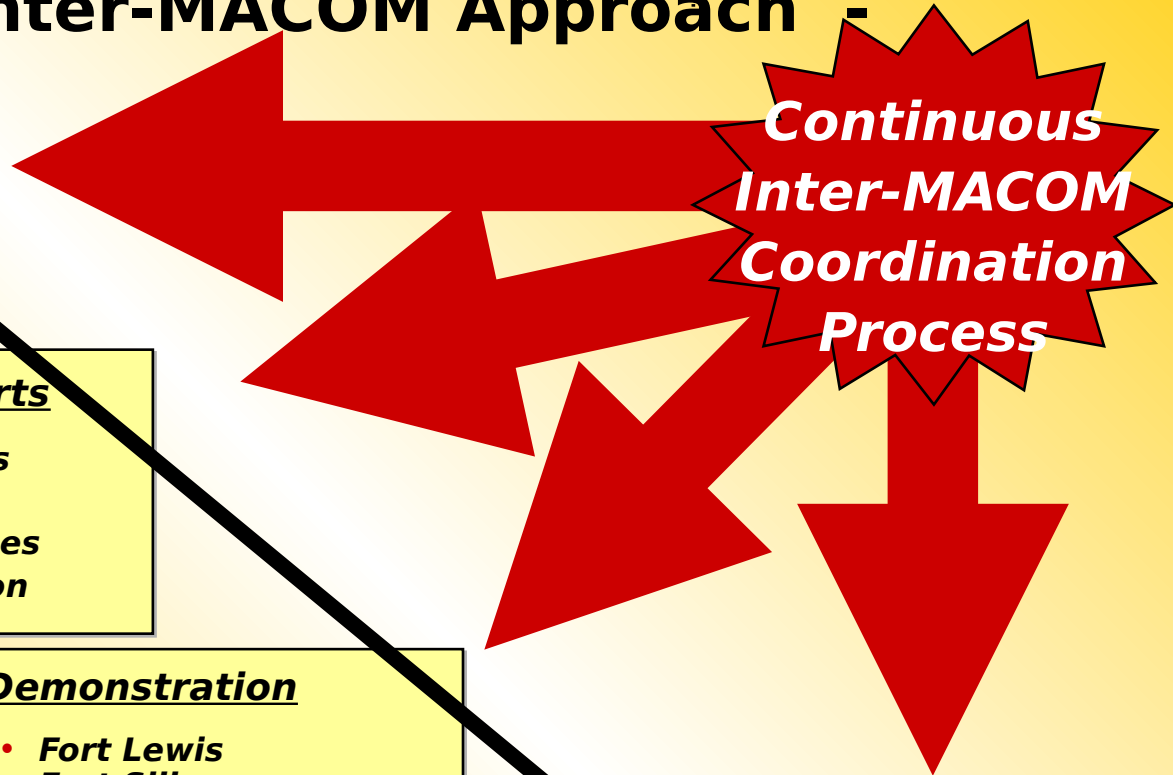 nter-MACOM Approach -
Continuous
Inter-MACOM
Coordination
Process
rts
s
es
on
Demonstration
• Fort Lewis